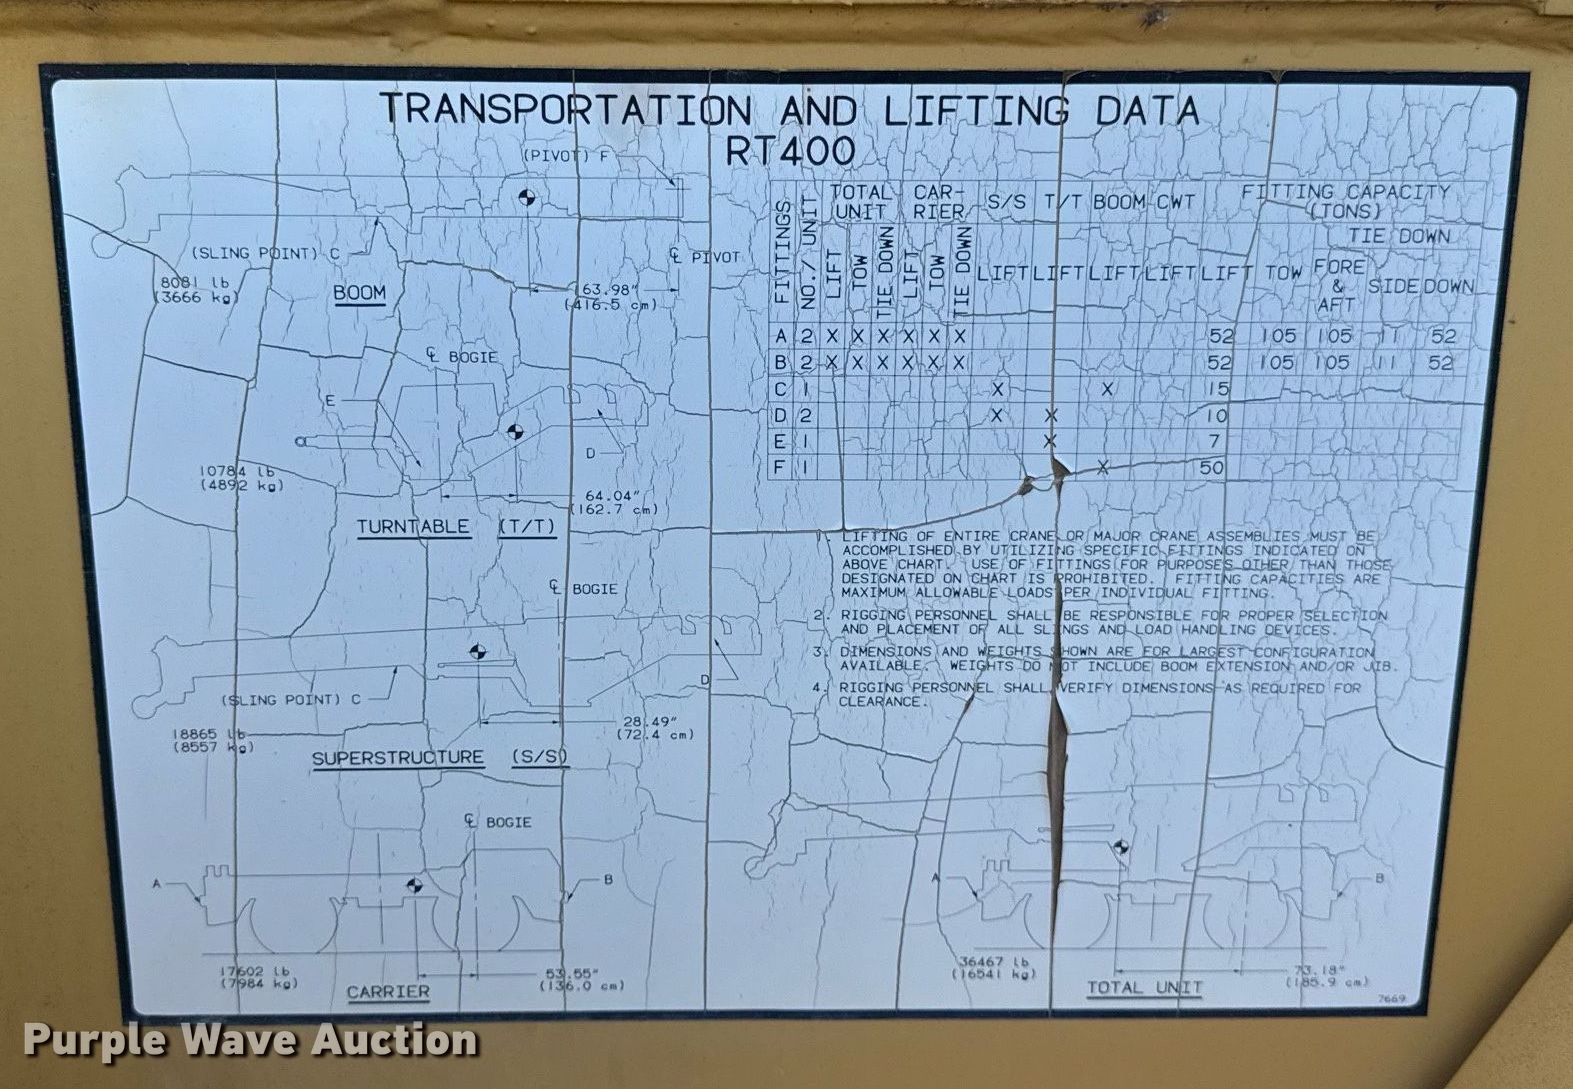 TRANSPORTATION AND LIFTING DATA
RT400
(PIVOT) F
(SLING POINT) C
℄ PIVOT
8081 lb
(3666 kg)
BOOM
63.98"
(416.5 cm)
℄ BOGIE
E
D
10784 lb
(4892 kg)
64.04"
(162.7 cm)
TURNTABLE (T/T)
℄ BOGIE
(SLING POINT) C
D
18865 lb
(8557 kg)
28.49"
(72.4 cm)
SUPERSTRUCTURE (S/S)
℄ BOGIE
A
B
17602 lb
(7984 kg)
53.55"
(136.0 cm)
CARRIER
FITTINGS NO./ UNIT TOTAL UNIT CAR-RIER S/S T/T BOOM CWT FITTING CAPACITY (TONS)
TIE DOWN
LIFT TOW TIE DOWN LIFT TOW TIE DOWN LIFT LIFT LIFT LIFT LIFT TOW FORE & AFT SIDE DOWN
A 2 X X X X X X 52 105 105 11 52
B 2 X X X X X X 52 105 105 11 52
C 1 X X 15
D 2 X X 10
E 1 X 7
F 1 X 50
1. LIFTING OF ENTIRE CRANE OR MAJOR CRANE ASSEMBLIES MUST BE
ACCOMPLISHED BY UTILIZING SPECIFIC FITTINGS INDICATED ON
ABOVE CHART. USE OF FITTINGS FOR PURPOSES OTHER THAN THOSE
DESIGNATED ON CHART IS PROHIBITED. FITTING CAPACITIES ARE
MAXIMUM ALLOWABLE LOADS PER INDIVIDUAL FITTING.
2. RIGGING PERSONNEL SHALL BE RESPONSIBLE FOR PROPER SELECTION
AND PLACEMENT OF ALL SLINGS AND LOAD HANDLING DEVICES.
3. DIMENSIONS AND WEIGHTS SHOWN ARE FOR LARGEST CONFIGURATION
AVAILABLE. WEIGHTS DO NOT INCLUDE BOOM EXTENSION AND/OR JIB.
4. RIGGING PERSONNEL SHALL VERIFY DIMENSIONS AS REQUIRED FOR
CLEARANCE.
A
B
36467 lb
(16541 kg)
73.18"
(185.9 cm)
TOTAL UNIT
7669
Purple Wave Auction